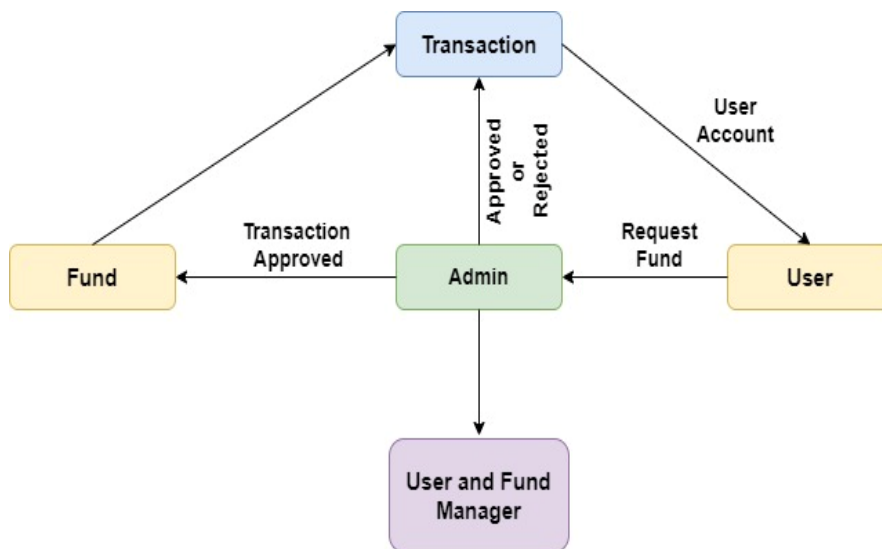 Transaction
User
Account
Approved
or
Rejected
Transaction
Approved
Request
Fund
Fund
Admin
User
User and Fund
Manager